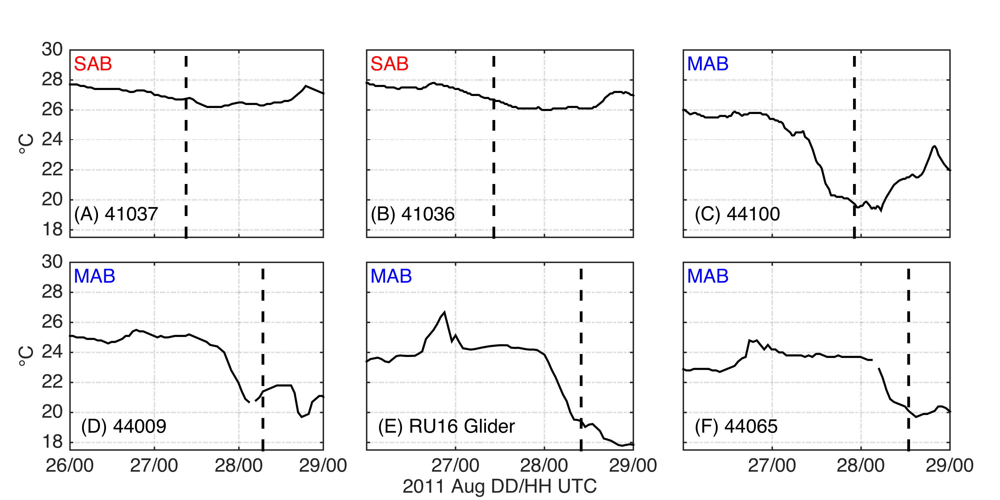 30
28
26
24
22
20
18
°C
SAB
(A) 41037
SAB
(B) 41036
MAB
(C) 44100
30
28
26
24
22
20
18
°C
MAB
(D) 44009
MAB
(E) RU16 Glider
MAB
(F) 44065
26/00 27/00 28/00 29/00
27/00 28/00 29/00
27/00 28/00 29/00
2011 Aug DD/HH UTC